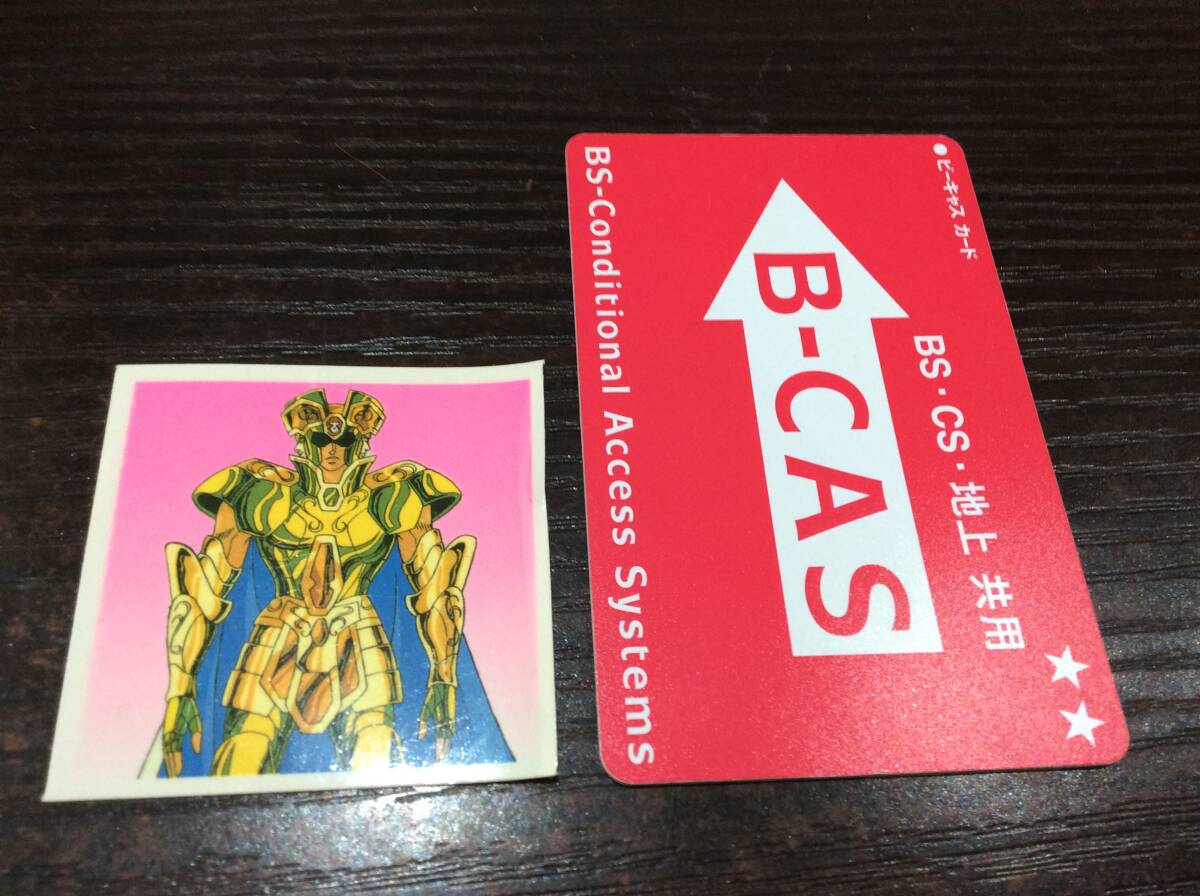 ●ビーキャス カード
BS・CS・地上 共用
★★
B-CAS
BS-Conditional Access Systems